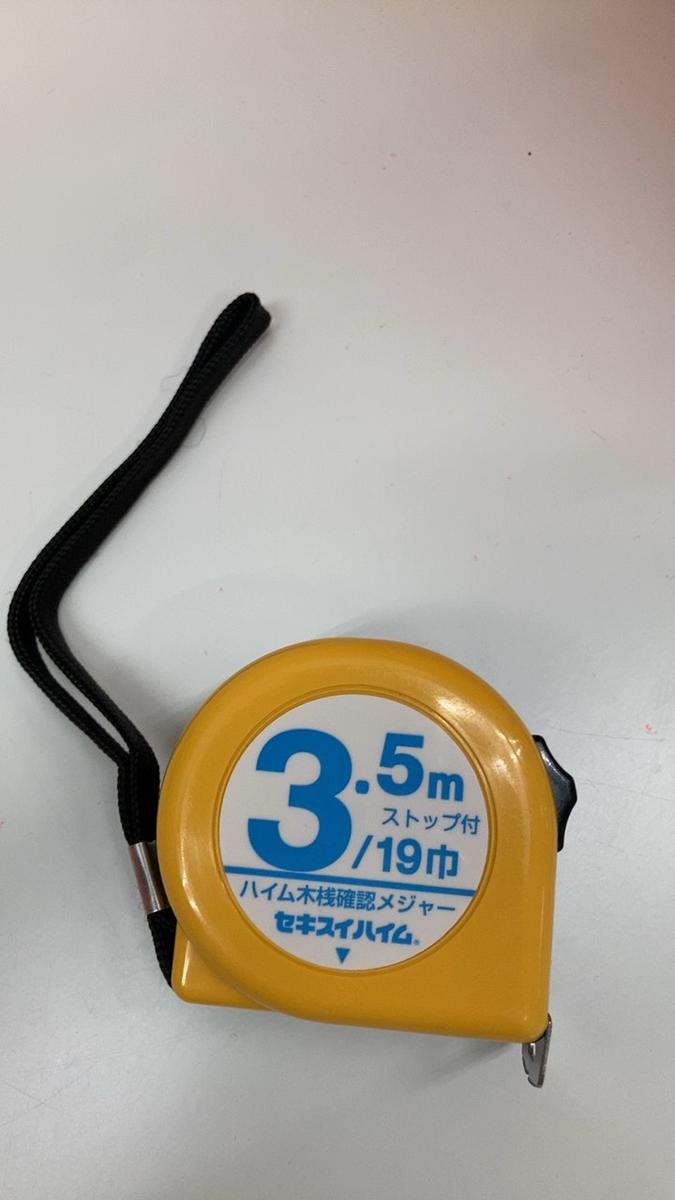 3.5m
ストップ付
/19巾
ハイム木桟確認メジャー
セキスイハイム®
▼